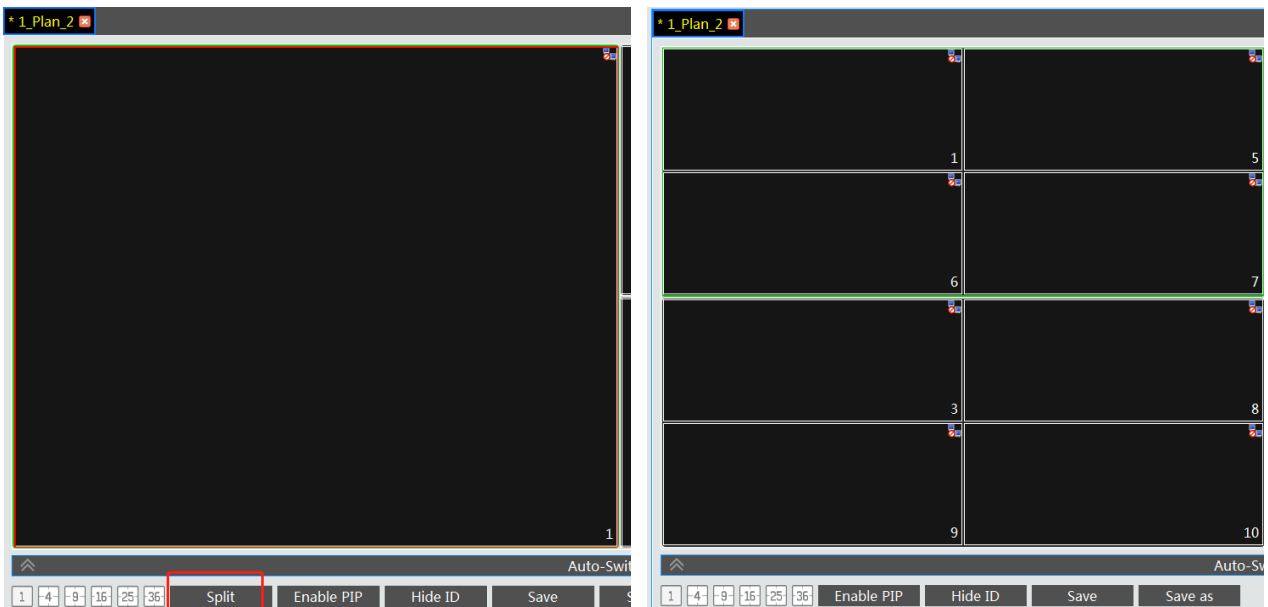 * 1_Plan_2
1
Auto-Swit
1 4 9 16 25 36 Split Enable PIP Hide ID Save S
* 1_Plan_2
1 5
6 7
3 8
9 10
Auto-Sw
1 4 9 16 25 36 Enable PIP Hide ID Save Save as